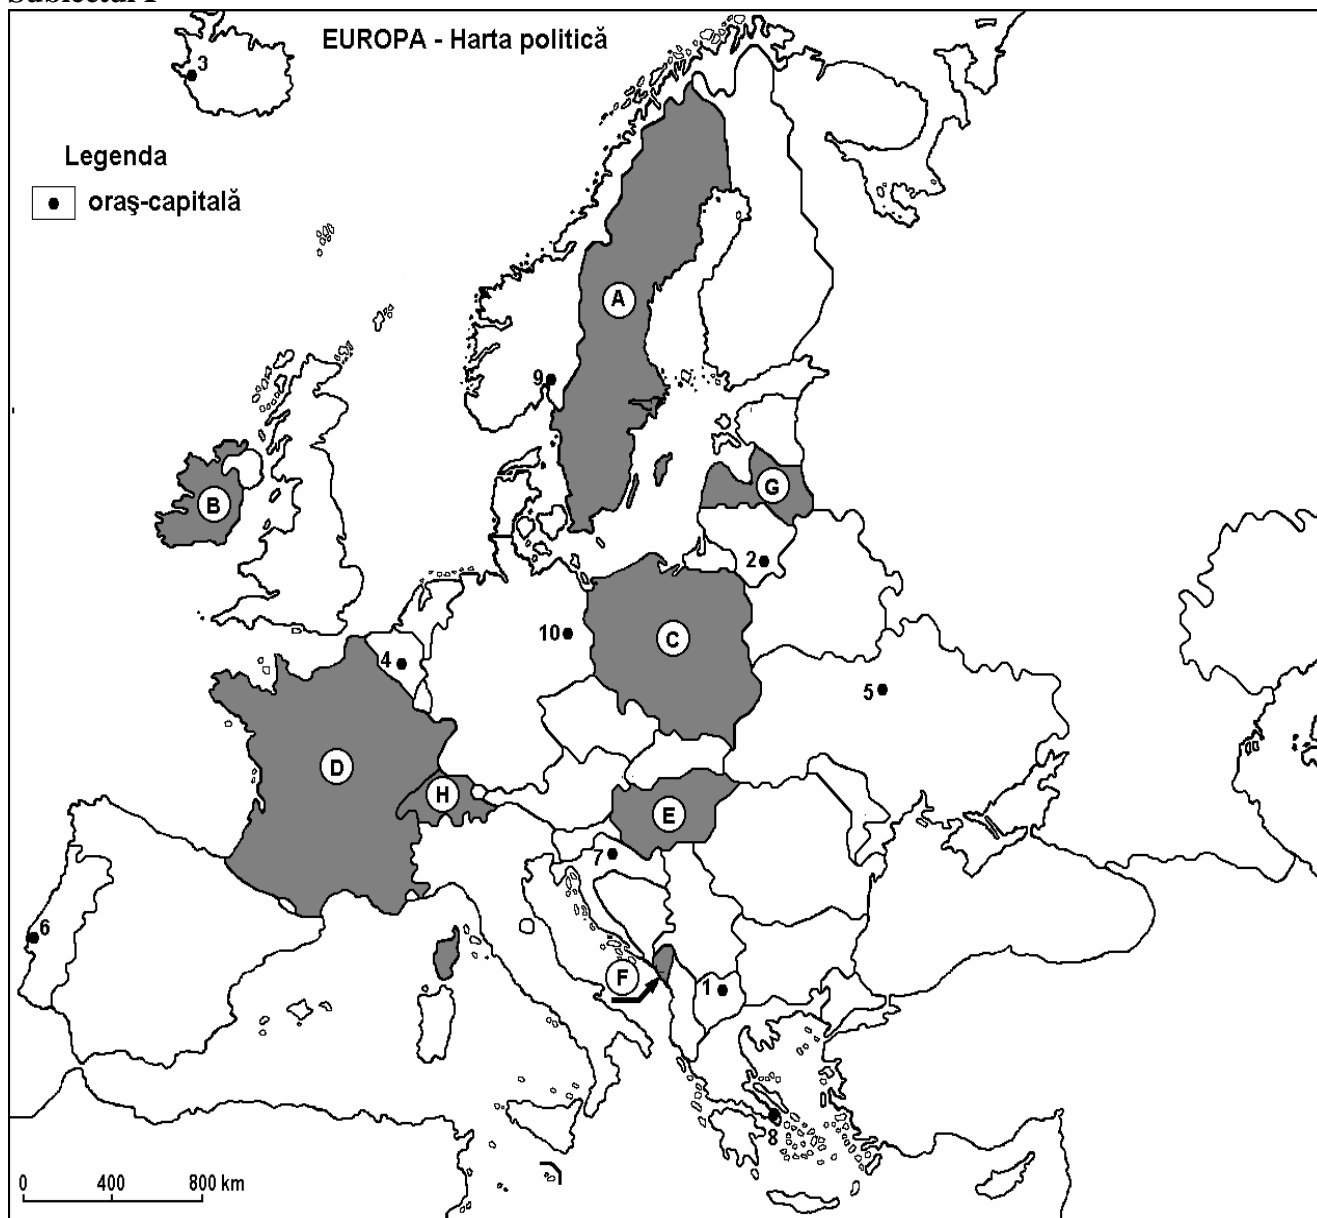 Subiectul I
EUROPA - Harta politică
3
Legenda
oraş-capitală
A
9
B
G
2
10
C
4
5
D
H
E
7
6
F
1
8
0 400 800 km